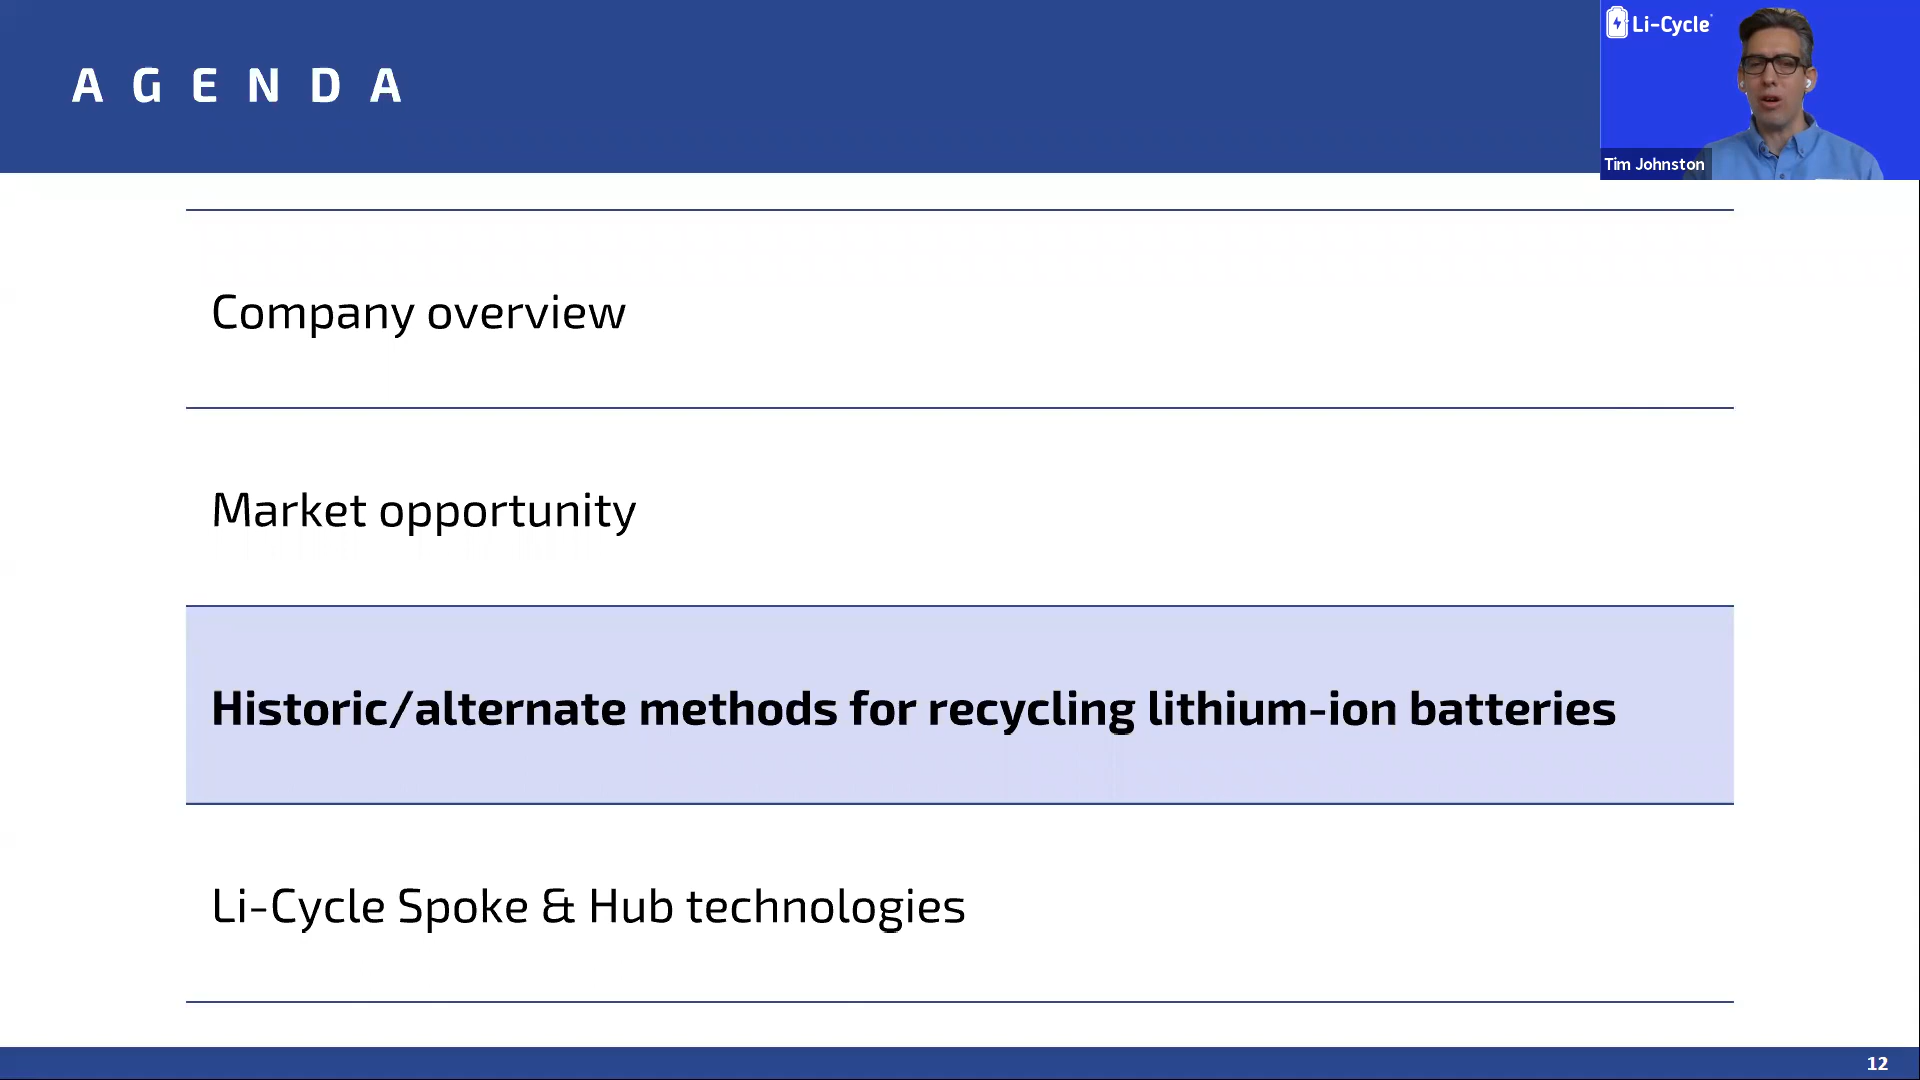 AGENDA
Li-Cycle
Tim Johnston
Company overview
Market opportunity
Historic/alternate methods for recycling lithium-ion batteries
Li-Cycle Spoke & Hub technologies
12